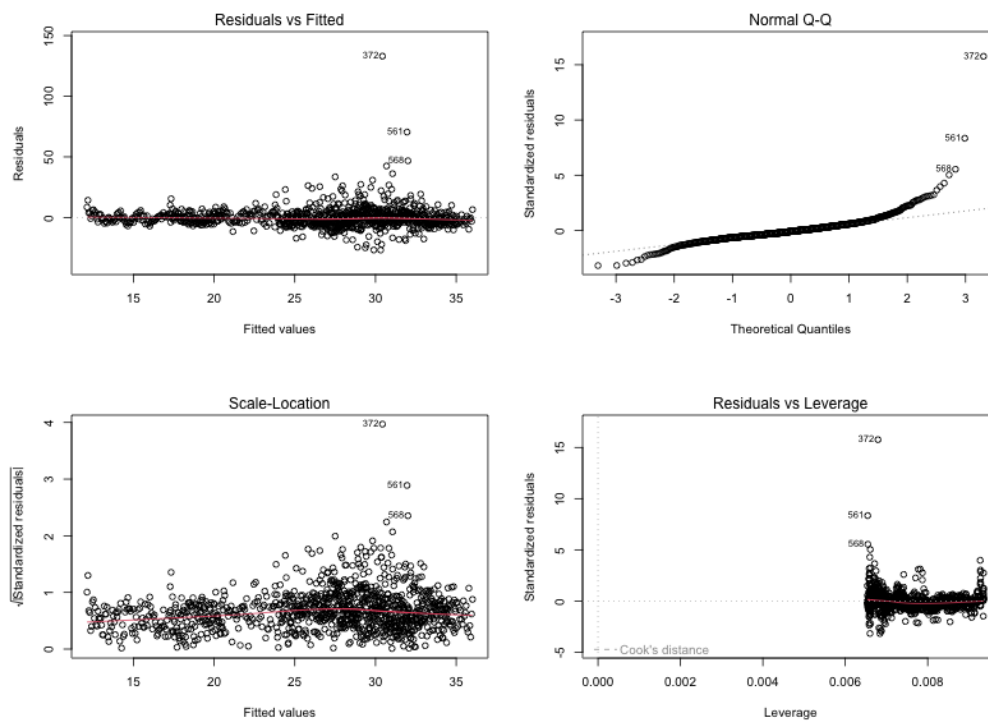 Residuals vs Fitted
Residuals
150
100
50
0
372
561
568
15 20 25 30 35
Fitted values
Normal Q-Q
Standardized residuals
15
10
5
0
372
561
568
-3 -2 -1 0 1 2 3
Theoretical Quantiles
Scale-Location
√|Standardized residuals|
4
3
2
1
0
372
561
568
15 20 25 30 35
Fitted values
Residuals vs Leverage
Standardized residuals
15
10
5
0
-5
372
561
568
Cook's distance
0.000 0.002 0.004 0.006 0.008
Leverage